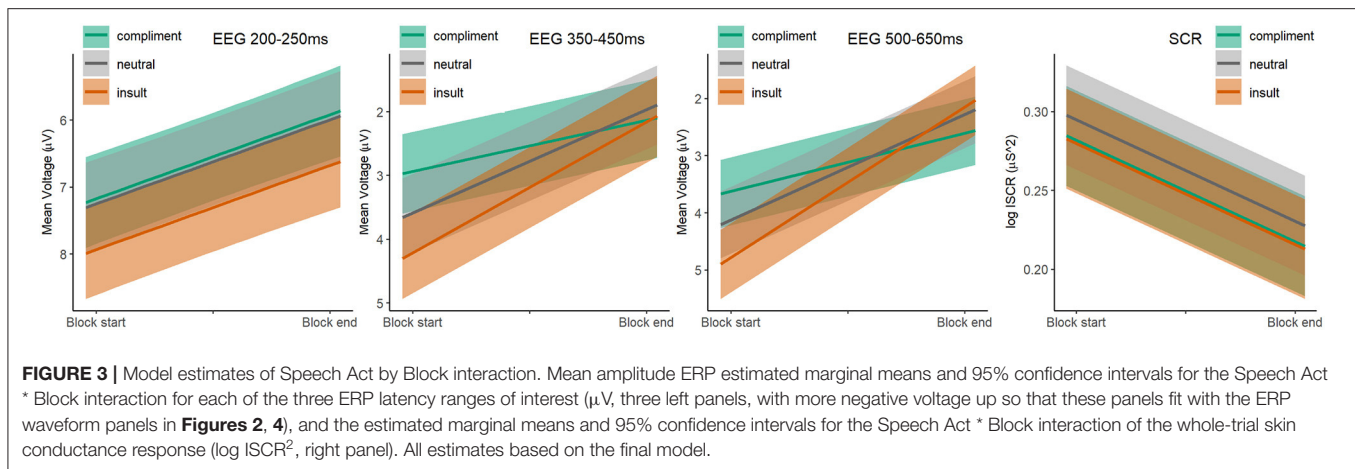 compliment
neutral
insult
EEG 200-250ms
Mean Voltage (µV)
6
7
8
Block start
Block end
compliment
neutral
insult
EEG 350-450ms
Mean Voltage (µV)
2
3
4
5
Block start
Block end
compliment
neutral
insult
EEG 500-650ms
Mean Voltage (µV)
2
3
4
5
Block start
Block end
SCR
compliment
neutral
insult
log ISCR (µS^2)
0.30
0.25
0.20
Block start
Block end
FIGURE 3 | Model estimates of Speech Act by Block interaction. Mean amplitude ERP estimated marginal means and 95% confidence intervals for the Speech Act
* Block interaction for each of the three ERP latency ranges of interest (µV, three left panels, with more negative voltage up so that these panels fit with the ERP
waveform panels in Figures 2, 4), and the estimated marginal means and 95% confidence intervals for the Speech Act * Block interaction of the whole-trial skin
conductance response (log ISCR², right panel). All estimates based on the final model.